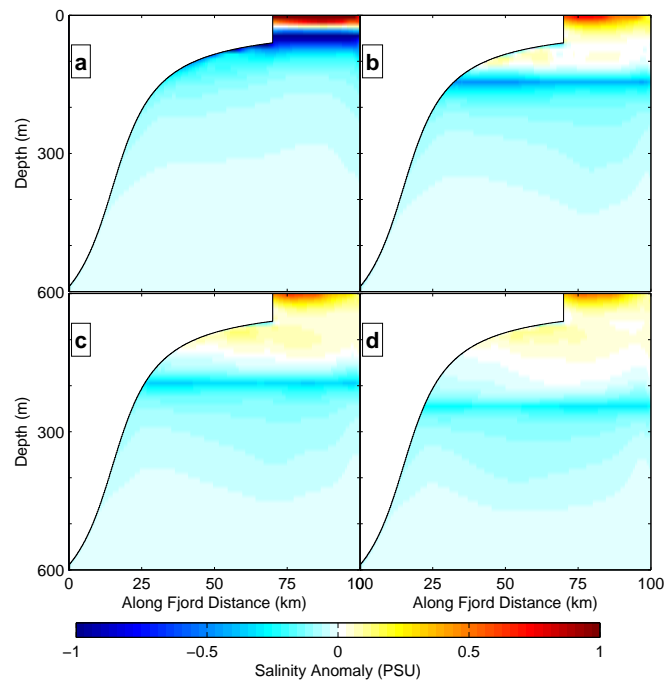 0
a
b
300
Depth (m)
600
c
d
300
Depth (m)
600
0 25 50 75 100 25 50 75 100
Along Fjord Distance (km) Along Fjord Distance (km)
−1 −0.5 0 0.5 1
Salinity Anomaly (PSU)